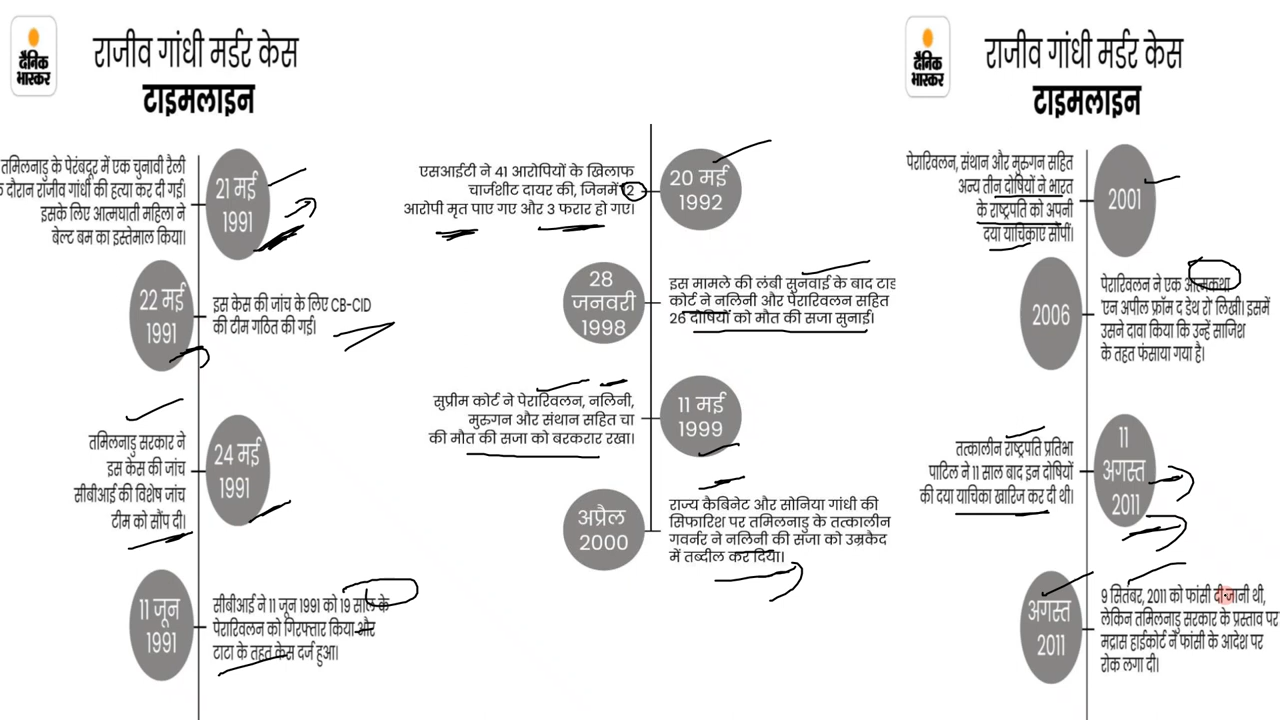 दैनिक
भास्कर
राजीव गांधी मर्डर केस
टाइमलाइन
तमिलनाडु के पेरंबदूर में एक चुनावी रैली
दौरान राजीव गांधी की हत्या कर दी गई।
इसके लिए आत्मघाती महिला ने
बेल्ट बम का इस्तेमाल किया।
21 मई
1991
22 मई
1991
इस केस की जांच के लिए CB-CID
की टीम गठित की गई।
तमिलनाडु सरकार ने
इस केस की जांच
सीबीआई की विशेष जांच
टीम को सौंप दी।
24 मई
1991
11 जून
1991
सीबीआई ने 11 जून 1991 को 19 साल के
पेरारिवलन को गिरफ्तार किया और
टाटा के तहत केस दर्ज हुआ।
एसआईटी ने 41 आरोपियों के खिलाफ
चार्जशीट दायर की, जिनमें 12
आरोपी मृत पाए गए और 3 फरार हो गए।
20 मई
1992
28
जनवरी
1998
इस मामले की लंबी सुनवाई के बाद टाड
कोर्ट ने नलिनी और पेरारिवलन सहित
26 दोषियों को मौत की सजा सुनाई।
सुप्रीम कोर्ट ने पेरारिवलन, नलिनी,
मुरुगन और संथान सहित चा
की मौत की सजा को बरकरार रखा।
11 मई
1999
अप्रैल
2000
राज्य कैबिनेट और सोनिया गांधी की
सिफारिश पर तमिलनाडु के तत्कालीन
गवर्नर ने नलिनी की सजा को उम्रकैद
में तब्दील कर दिया।
दैनिक
भास्कर
राजीव गांधी मर्डर केस
टाइमलाइन
पेरारिवलन, संथान और मुरुगन सहित
अन्य तीन दोषियों ने भारत
के राष्ट्रपति को अपनी
दया याचिकाएं सौंपीं।
2001
2006
पेरारिवलन ने एक आत्मकथा
'एन अपील फ्रॉम द डेथ रो' लिखी। इसमें
उसने दावा किया कि उन्हें साजिश
के तहत फंसाया गया है।
तत्कालीन राष्ट्रपति प्रतिभा
पाटिल ने 11 साल बाद इन दोषियों
की दया याचिका खारिज कर दी थी।
11
अगस्त
2011
अगस्त
2011
9 सितंबर, 2011 को फांसी दी जानी थी,
लेकिन तमिलनाडु सरकार के प्रस्ताव पर
मद्रास हाईकोर्ट ने फांसी के आदेश पर
रोक लगा दी।